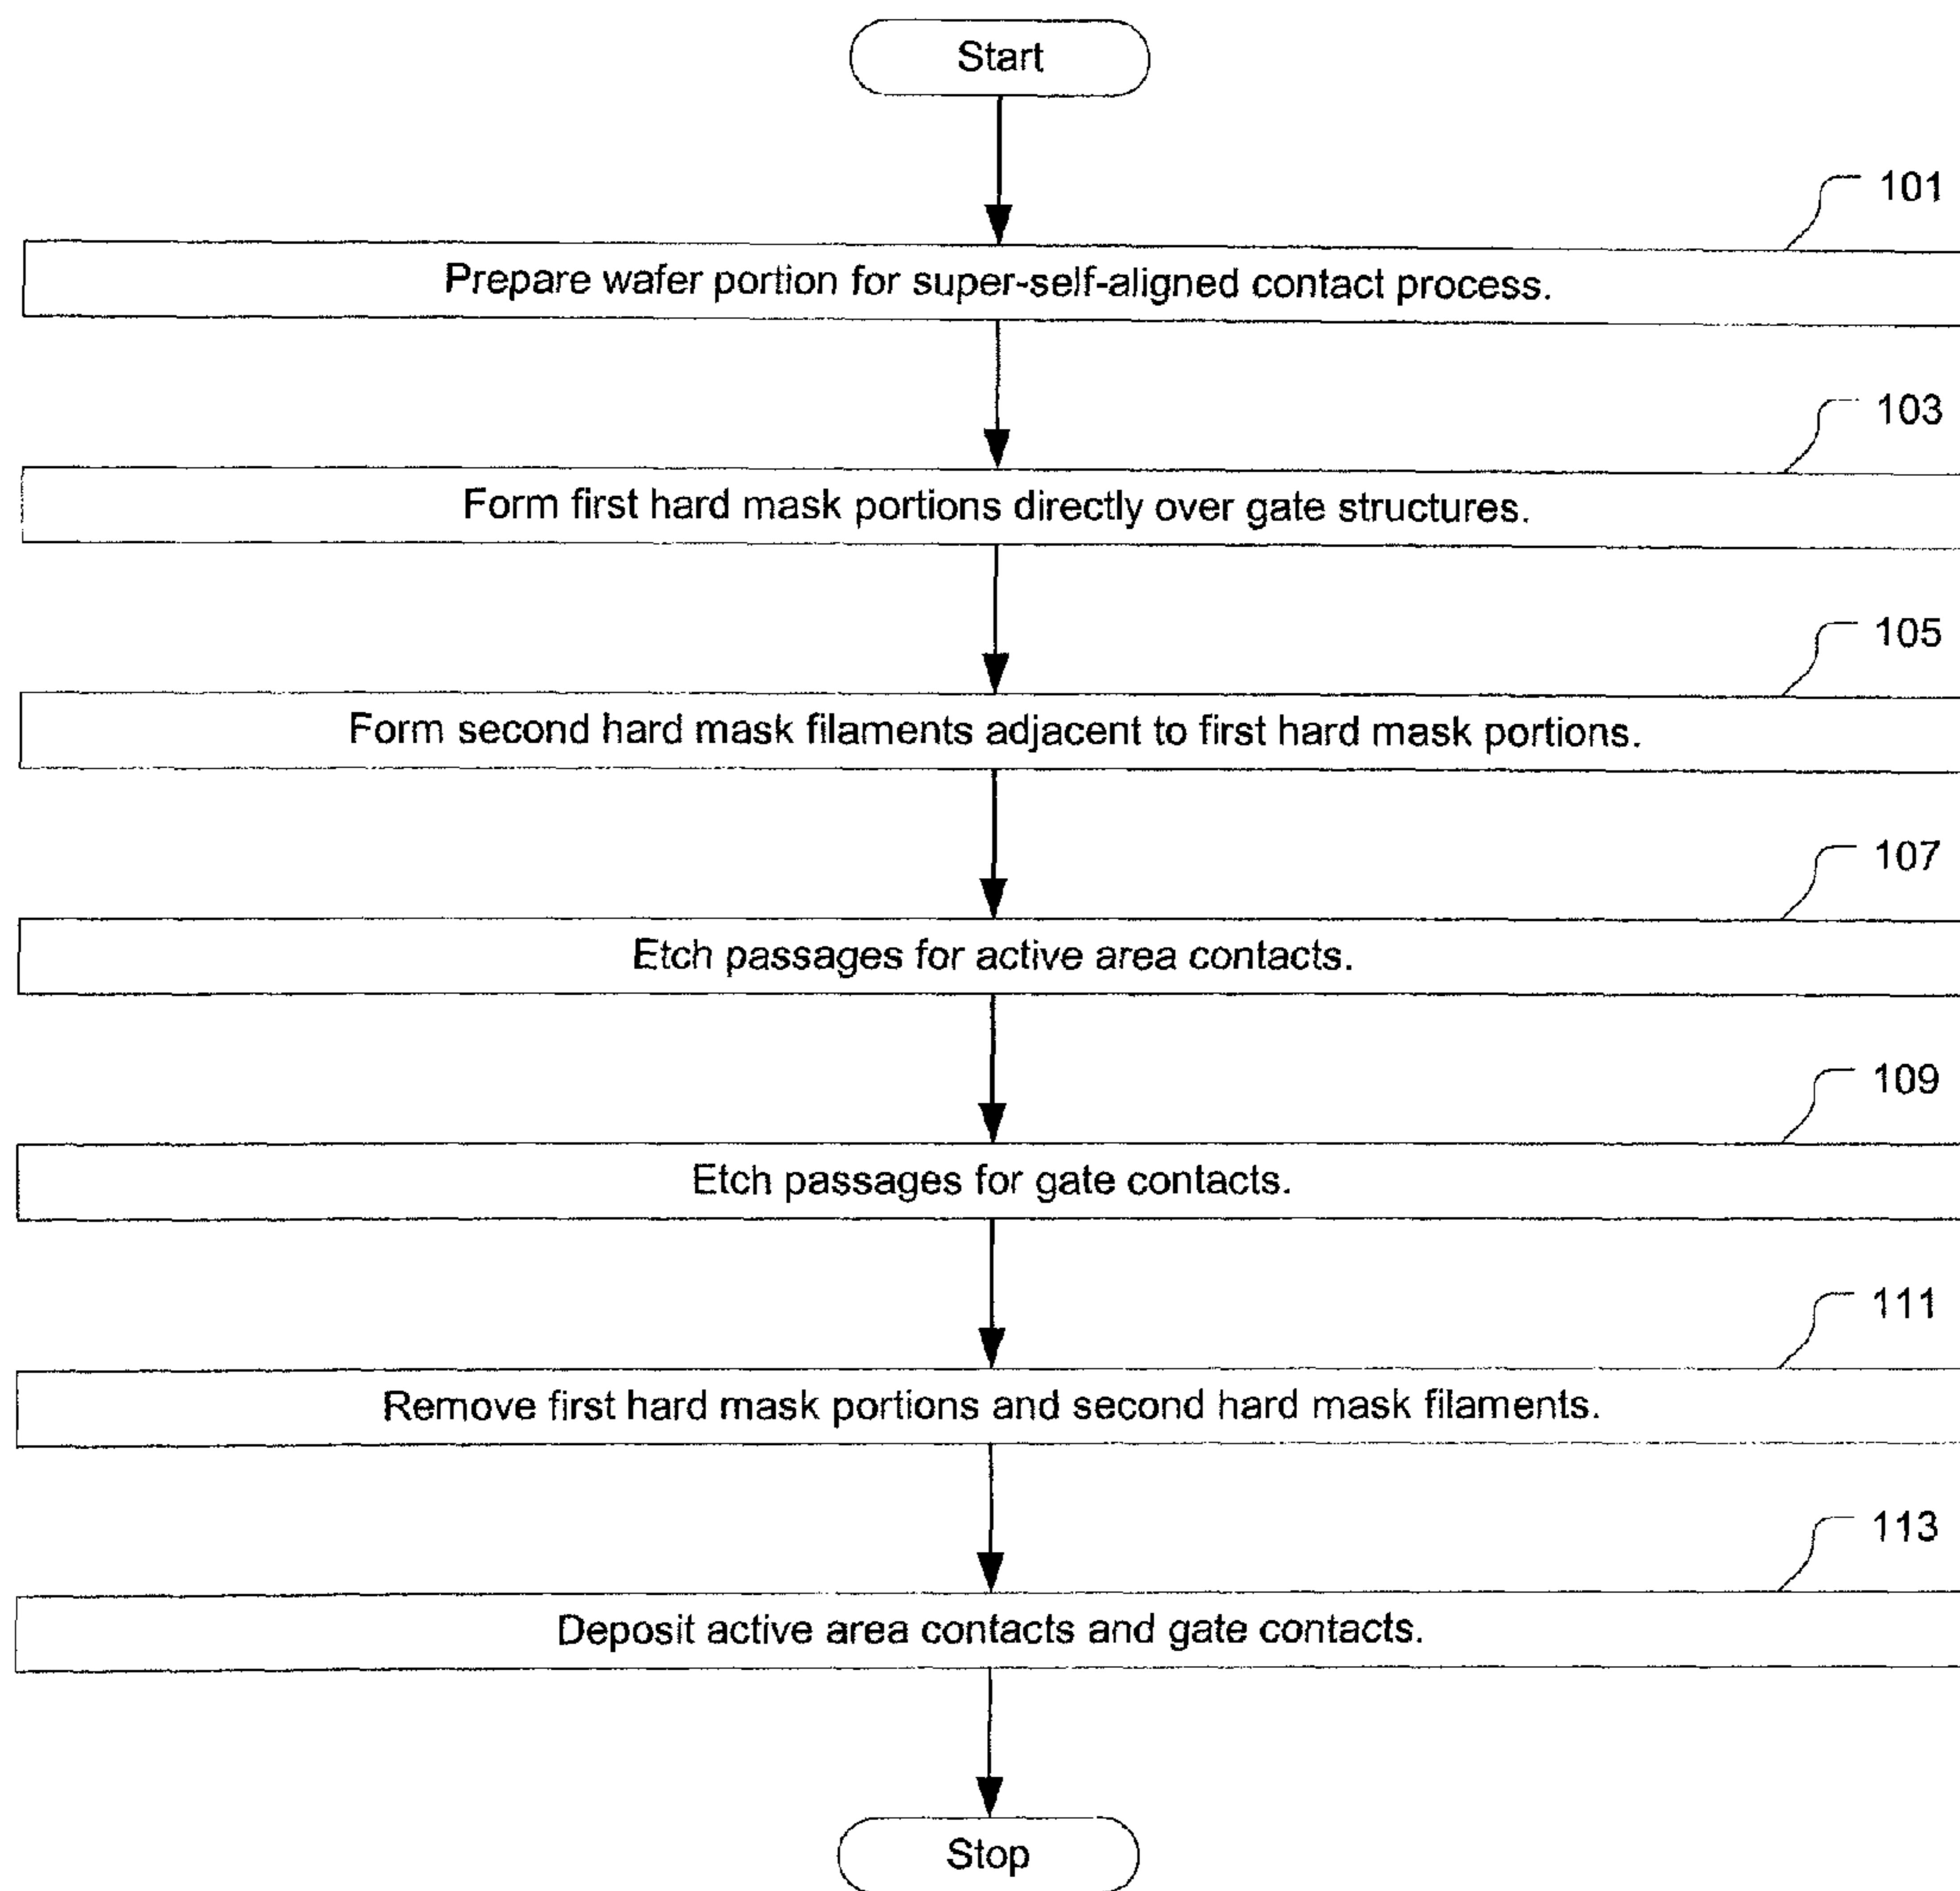 Start
101
Prepare wafer portion for super-self-aligned contact process.
103
Form first hard mask portions directly over gate structures.
105
Form second hard mask filaments adjacent to first hard mask portions.
107
Etch passages for active area contacts.
109
Etch passages for gate contacts.
111
Remove first hard mask portions and second hard mask filaments.
113
Deposit active area contacts and gate contacts.
Stop